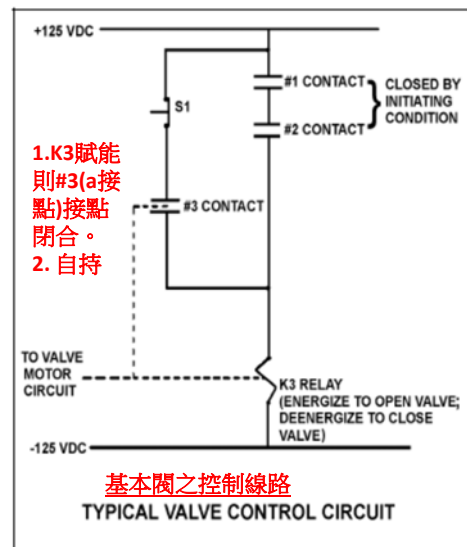 +125 VDC
S1
#1 CONTACT
#2 CONTACT
CLOSED BY
INITIATING
CONDITION
1.K3賦能
則#3(a接
點)接點
閉合。
2. 自持
#3 CONTACT
TO VALVE
MOTOR
CIRCUIT
K3 RELAY
(ENERGIZE TO OPEN VALVE;
DEENERGIZE TO CLOSE
VALVE)
-125 VDC
基本閥之控制線路
TYPICAL VALVE CONTROL CIRCUIT